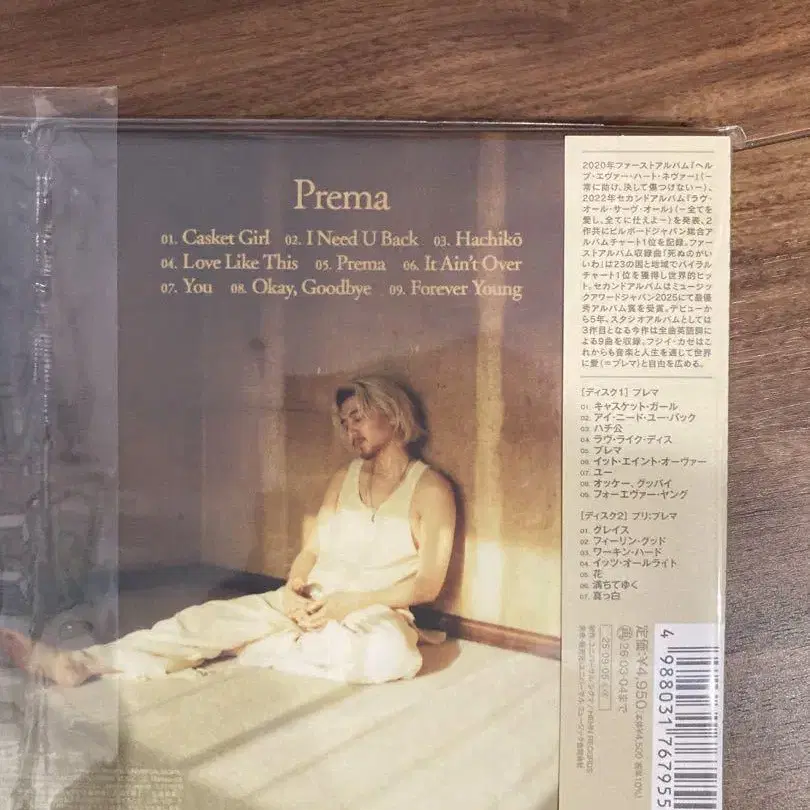 Prema
01. Casket Girl 02. I Need U Back 03. Hachikō
04. Love Like This 05. Prema 06. It Ain't Over
07. You 08. Okay, Goodbye 09. Forever Young
2020年ファーストアルバム『ヘル
プ・エヴァー・ハート・ネヴァー』(−
常に助け、決して傷つけない−)、
2022年セカンドアルバム『ラヴ・
オール・サーヴ・オール』(−全てを
愛し、全てに仕えよ−)を発表、2
作共にビルボードジャパン総合ア
ルバムチャート1位を記録。ファー
ストアルバム収録曲「死ぬのがい
いわ」は23の国と地域でバイラル
チャート1位を獲得し世界的ヒッ
ト。セカンドアルバムはミュージッ
クアワードジャパン2025にて最優
秀アルバム賞を受賞。デビューか
ら5年、スタジオアルバムとしては
3作目となる今作は全曲英語詞に
よる9曲を収録。フジイ・カゼはこ
れからも音楽と人生を通じて世界
に愛(=プレマ)と自由を広める。
[ディスク1] プレマ
01. キャスケット・ガール
02. アイ・ニード・ユー・バック
03. ハチ公
04. ラヴ・ライク・ディス
05. プレマ
06. イット・エイント・オーヴァー
07. ユー
08. オッケー、グッバイ
09. フォーエヴァー・ヤング
[ディスク2] プリ:プレマ
01. グレイス
02. フィーリン・グッド
03. ワーキン・ハード
04. イッツ・オールライト
05. 花
06. 満ちてゆく
07. 真っ白
4 988031 767955
定価:¥4,950 ¥4,500
26・03・04まで
25・09・05